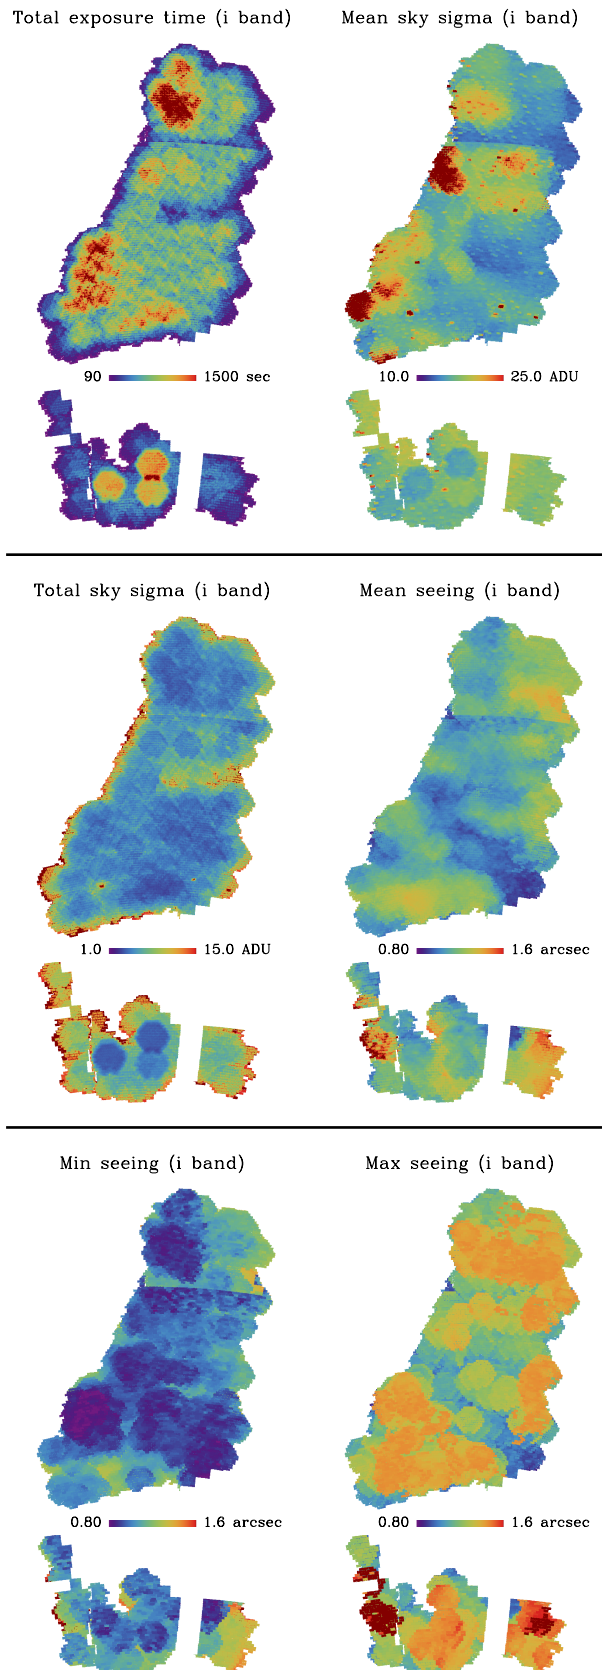 Total exposure time (i band) Mean sky sigma (i band)
90 1500 sec 10.0 25.0 ADU
Total sky sigma (i band) Mean seeing (i band)
1.0 15.0 ADU 0.80 1.6 arcsec
Min seeing (i band) Max seeing (i band)
0.80 1.6 arcsec 0.80 1.6 arcsec